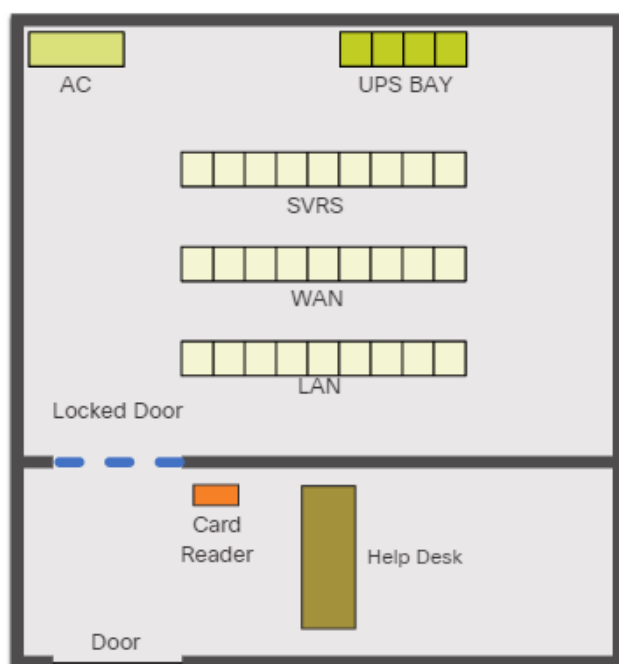 AC
UPS BAY
SVRS
WAN
LAN
Locked Door
Card
Reader
Help Desk
Door